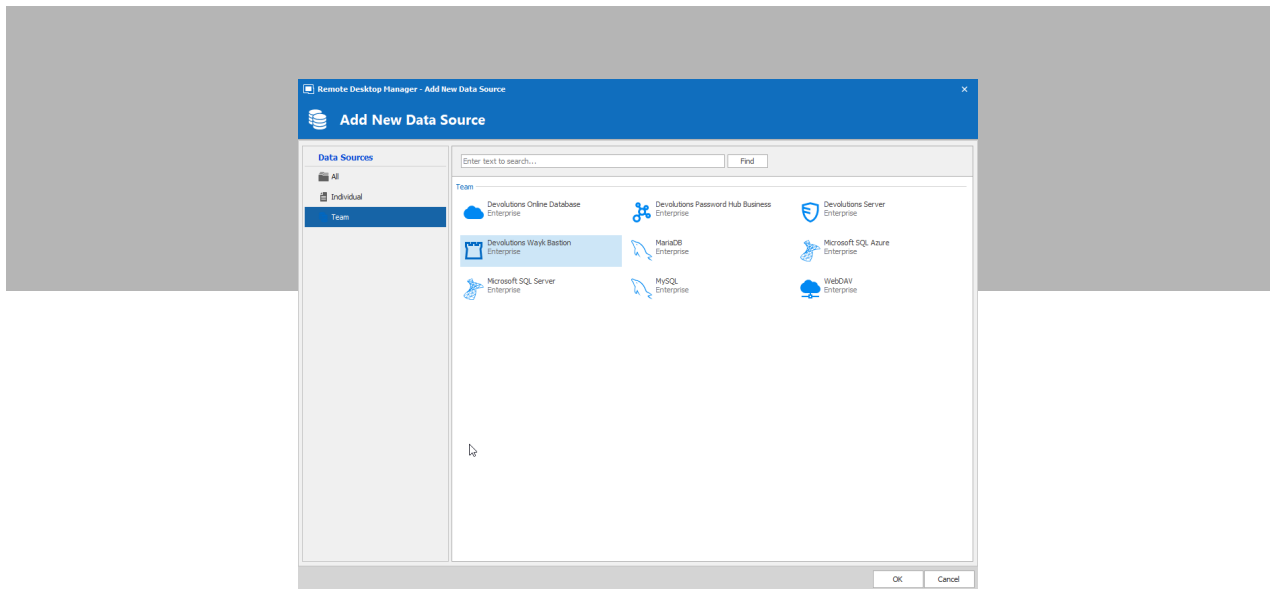 Remote Desktop Manager - Add New Data Source
Add New Data Source
Data Sources
All
Individual
Team
Enter text to search...
Find
Team
Devolutions Online Database
Enterprise
Devolutions Password Hub Business
Enterprise
Devolutions Server
Enterprise
Devolutions Wayk Bastion
Enterprise
MariaDB
Enterprise
Microsoft SQL Azure
Enterprise
Microsoft SQL Server
Enterprise
MySQL
Enterprise
WebDAV
Enterprise
OK
Cancel